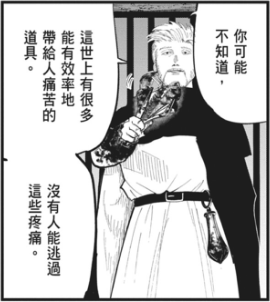 你可能
不知道，
這世上有很多
能有效率地
帶給人痛苦的
道具。
沒有人能逃過
這些疼痛。